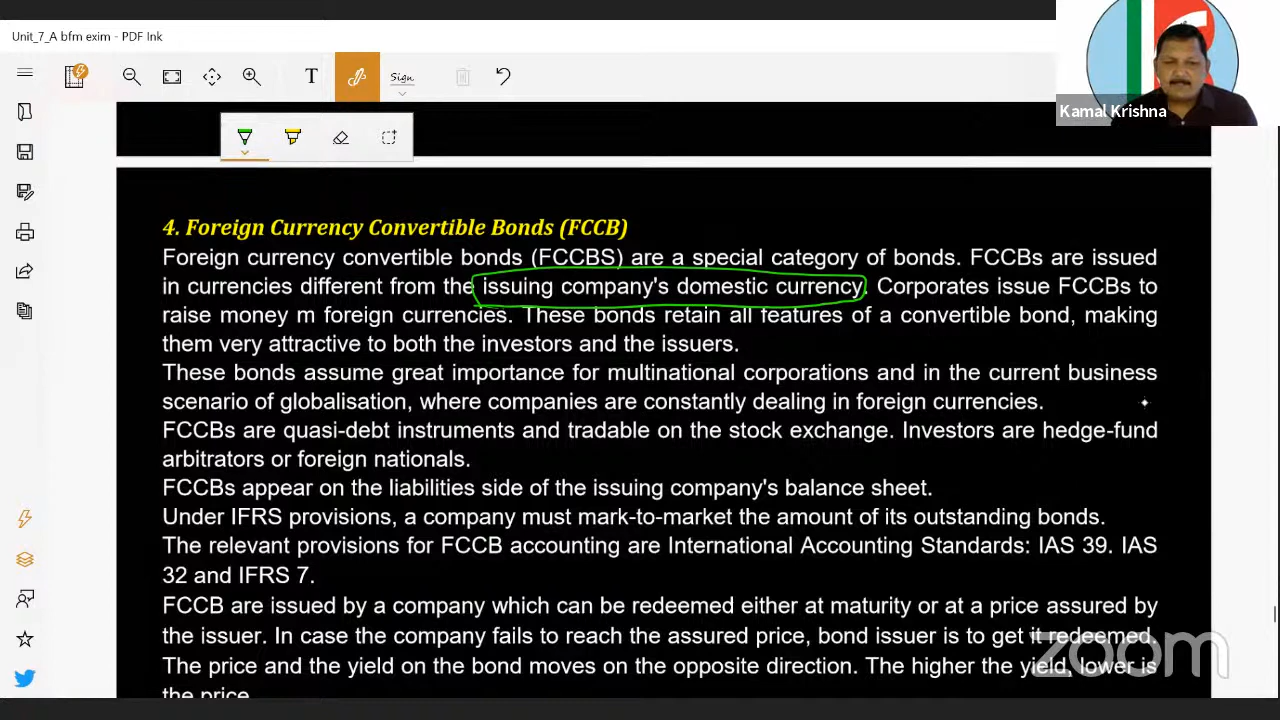 Unit_7_A bfm exim - PDF Ink
T
Sign
Kamal Krishna
4. Foreign Currency Convertible Bonds (FCCB)
Foreign currency convertible bonds (FCCBS) are a special category of bonds. FCCBs are issued
in currencies different from the issuing company's domestic currency. Corporates issue FCCBs to
raise money m foreign currencies. These bonds retain all features of a convertible bond, making
them very attractive to both the investors and the issuers.
These bonds assume great importance for multinational corporations and in the current business
scenario of globalisation, where companies are constantly dealing in foreign currencies.
FCCBs are quasi-debt instruments and tradable on the stock exchange. Investors are hedge-fund
arbitrators or foreign nationals.
FCCBs appear on the liabilities side of the issuing company's balance sheet.
Under IFRS provisions, a company must mark-to-market the amount of its outstanding bonds.
The relevant provisions for FCCB accounting are International Accounting Standards: IAS 39. IAS
32 and IFRS 7.
FCCB are issued by a company which can be redeemed either at maturity or at a price assured by
the issuer. In case the company fails to reach the assured price, bond issuer is to get it redeemed.
The price and the yield on the bond moves on the opposite direction. The higher the yield, lower is
the price.
zoom